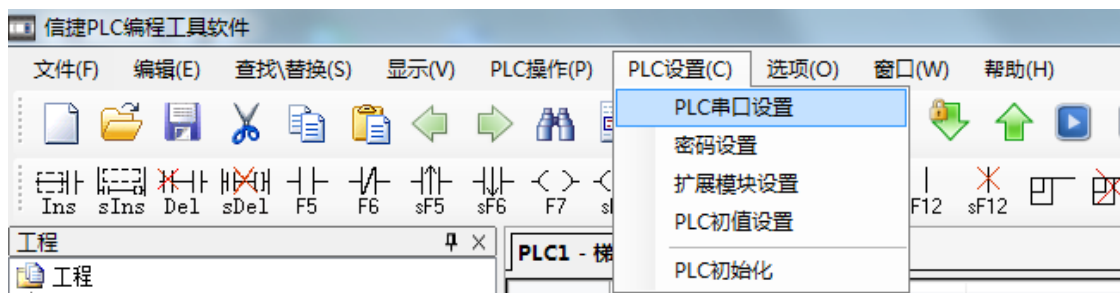 信捷PLC编程工具软件
文件(F) 编辑(E) 查找\替换(S) 显示(V) PLC操作(P) PLC设置(C) 选项(O) 窗口(W) 帮助(H)
PLC串口设置
密码设置
扩展模块设置
PLC初值设置
PLC初始化
Ins sIns Del sDel F5 F6 sF5 sF6 F7 F12 sF12
工程
PLC1 - 梯
工程